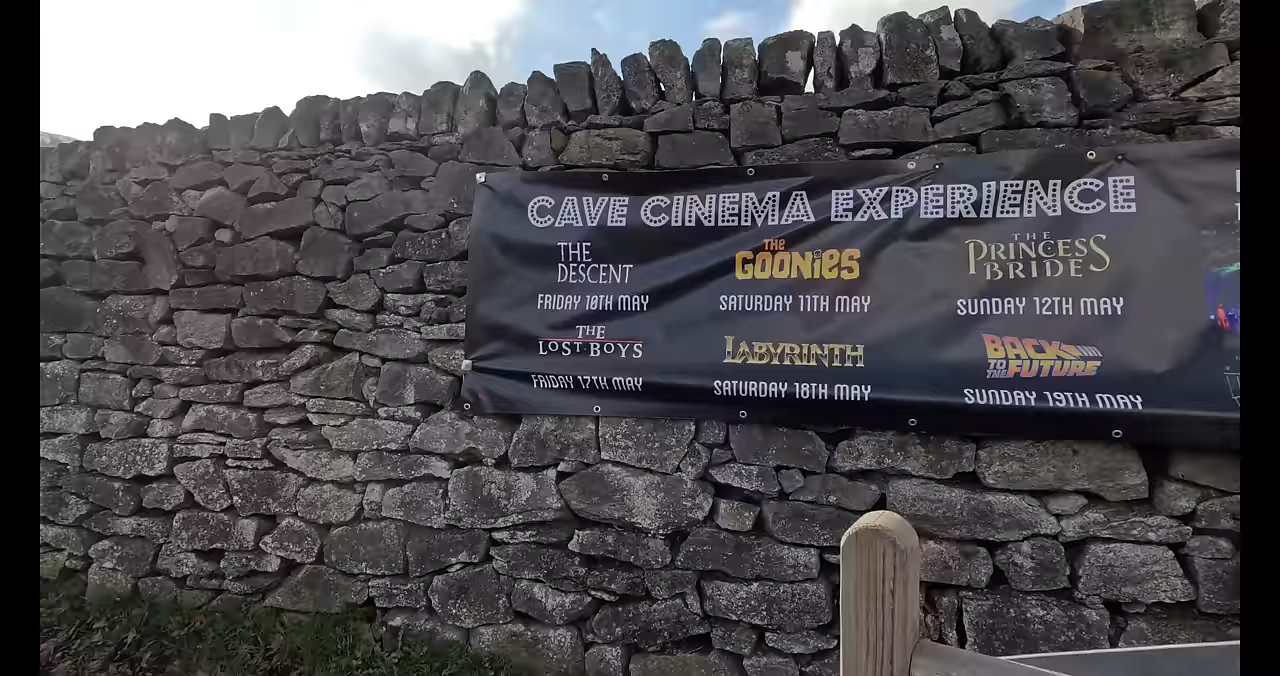 CAVE CINEMA EXPERIENCE
THE DESCENT
FRIDAY 10TH MAY
THE GOONIES
SATURDAY 11TH MAY
THE PRINCESS BRIDE
SUNDAY 12TH MAY
THE LOST BOYS
FRIDAY 17TH MAY
LABYRINTH
SATURDAY 18TH MAY
BACK TO THE FUTURE
SUNDAY 19TH MAY